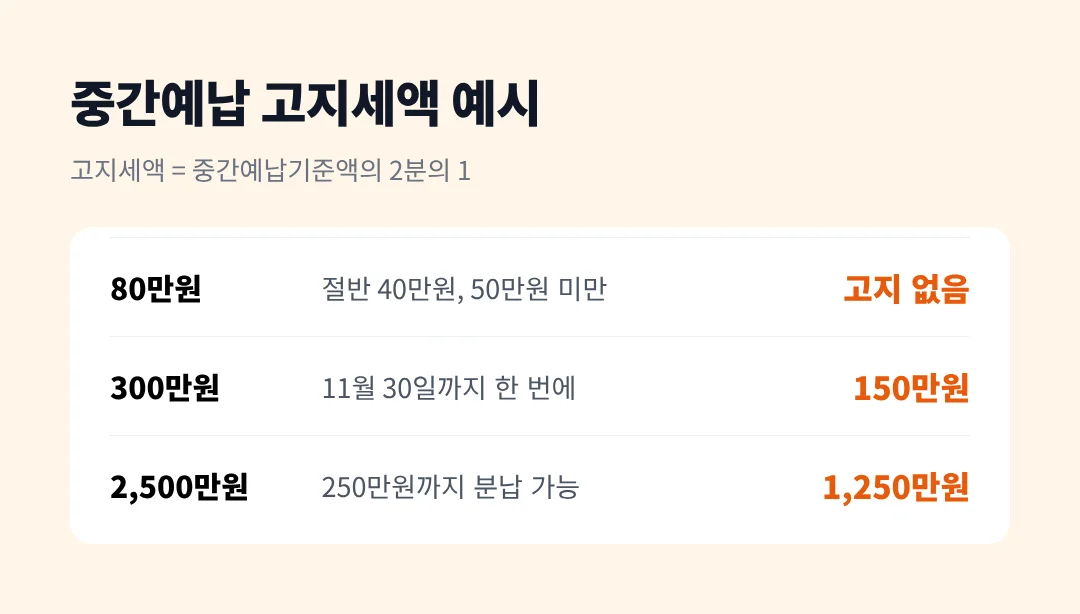 중간예납 고지세액 예시
고지세액 = 중간예납기준액의 2분의 1
80만원 절반 40만원, 50만원 미만 고지 없음
300만원 11월 30일까지 한 번에 150만원
2,500만원 250만원까지 분납 가능 1,250만원